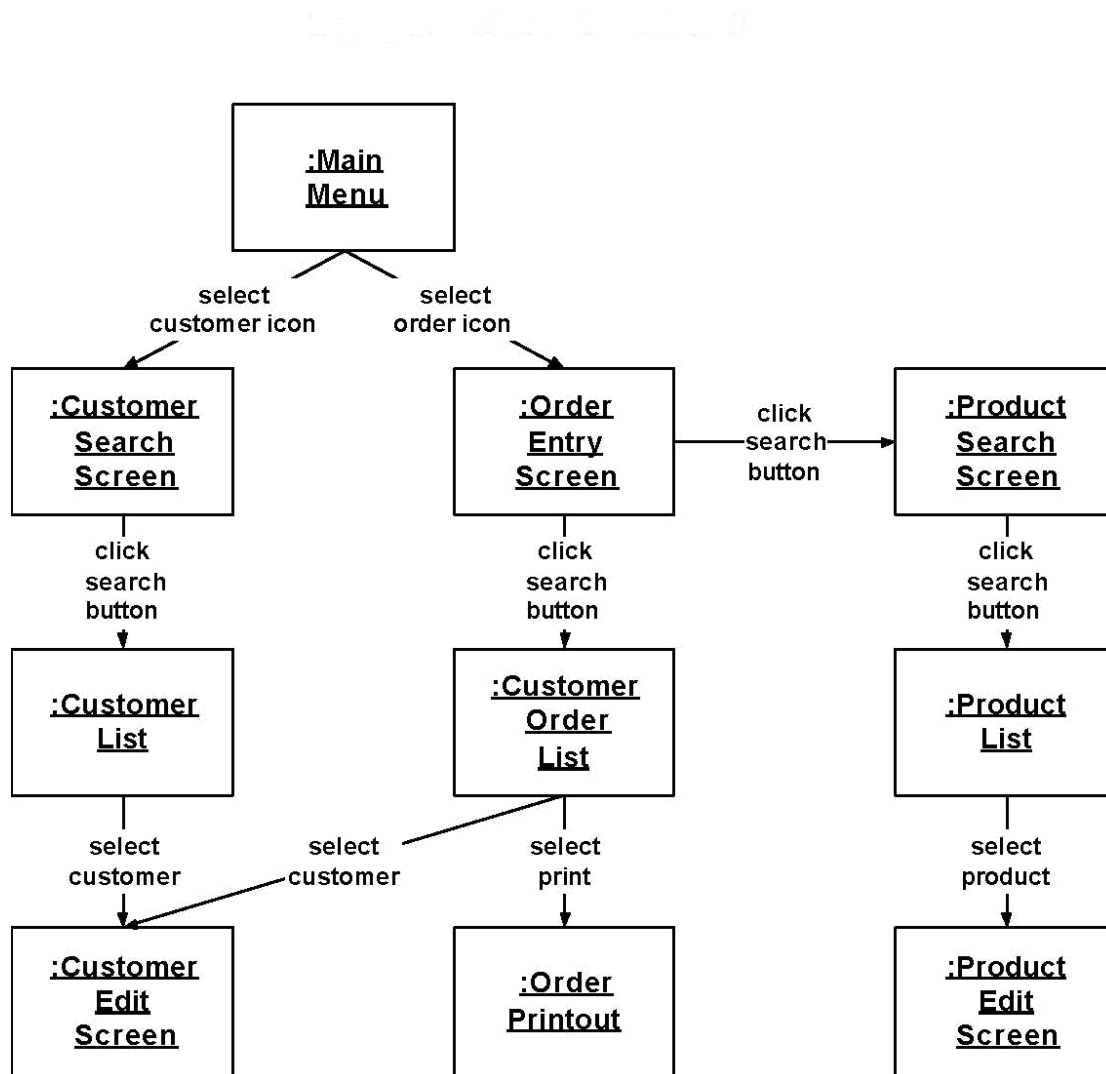 :Main
Menu
select
customer icon
select
order icon
:Customer
Search
Screen
:Order
Entry
Screen
click
search
button
:Product
Search
Screen
click
search
button
click
search
button
click
search
button
:Customer
List
:Customer
Order
List
:Product
List
select
customer
select
customer
select
print
select
product
:Customer
Edit
Screen
:Order
Printout
:Product
Edit
Screen